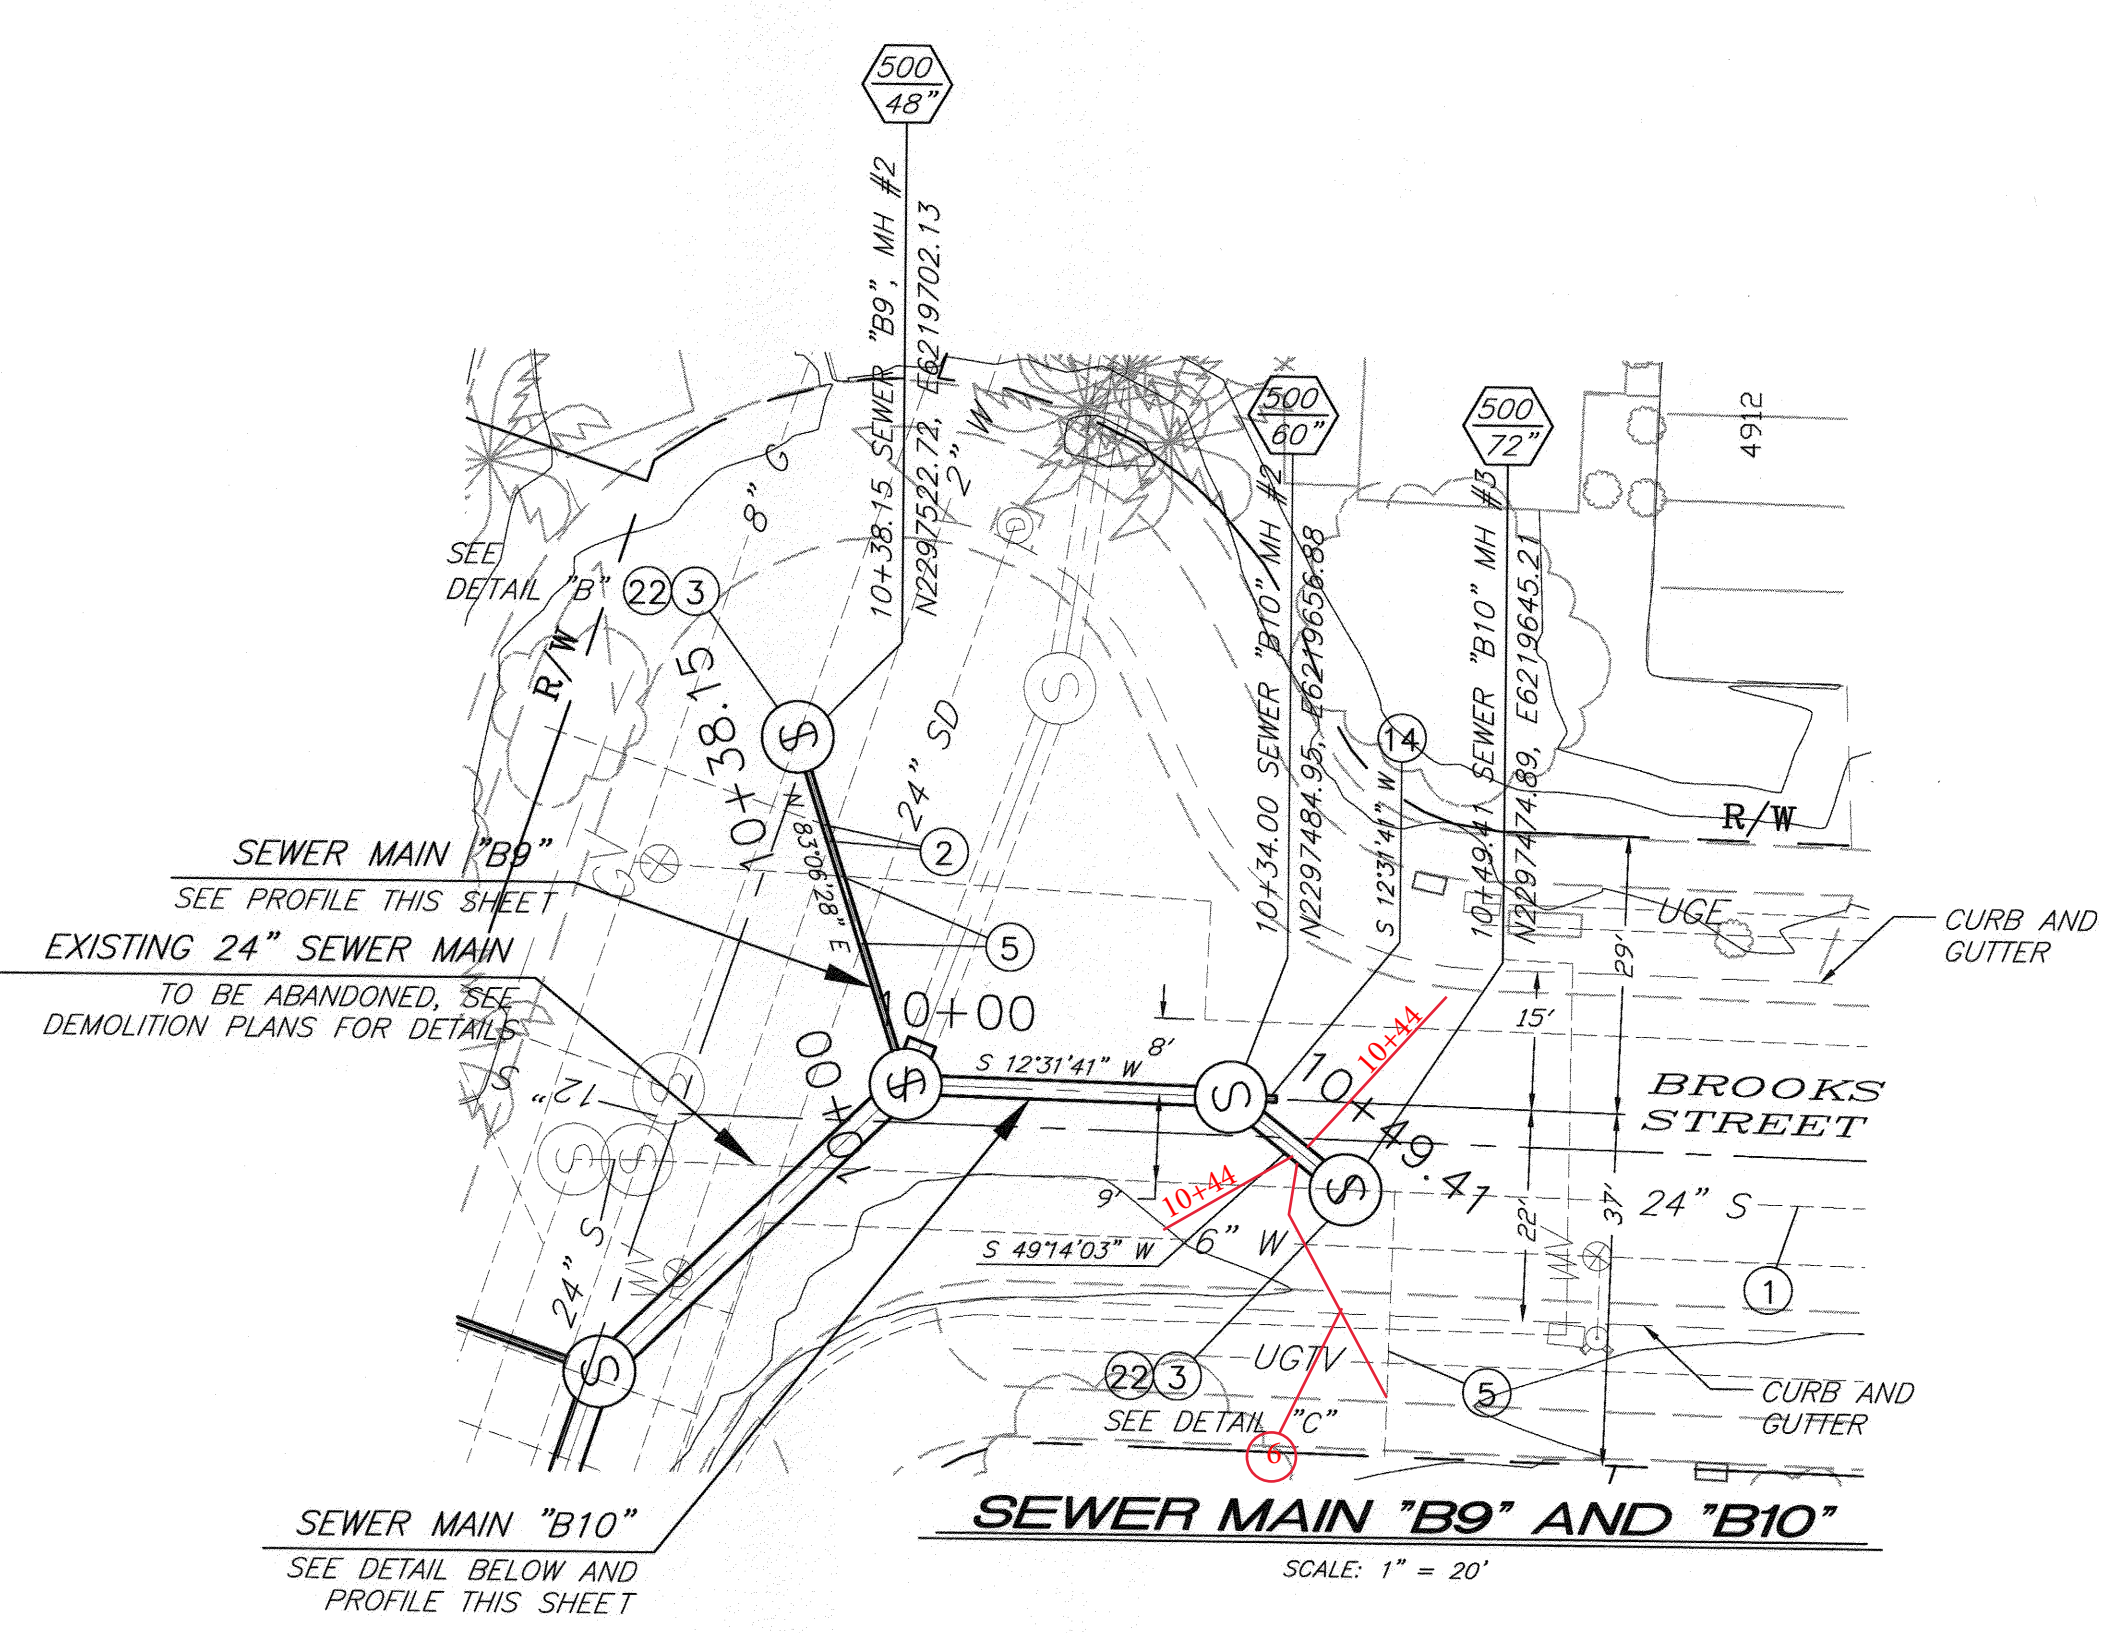 500
48"
10+38.15 SEWER "B9", MH #2
N2297522.72, E6219702.13
500
60"
10+34.00 SEWER "B10" MH #2
N2297484.95, E6219656.88
500
72"
10+49.41 SEWER "B10" MH #3
N2297474.89, E6219645.21
4912
8" G
12" W
SEE
DETAIL "B"
22
3
R/W
10+38.15
24" SD
S
S
14
S 12°31'41" W
R/W
N 83°06'28" E
2
SEWER MAIN "B9"
SEE PROFILE THIS SHEET
GV
5
UGE
29'
CURB AND
GUTTER
EXISTING 24" SEWER MAIN
TO BE ABANDONED, SEE
DEMOLITION PLANS FOR DETAILS
10+00
10+00
S 12°31'41" W
8'
15'
10+44
10+49.41
BROOKS
STREET
12" S
S
S
S
S
S
S
9'
10+44
S 49°14'03" W
6" W
22'
37'
24" S
1
24" S
S
UGTV
22
3
SEE DETAIL "C"
6
5
CURB AND
GUTTER
SEWER MAIN "B10"
SEE DETAIL BELOW AND
PROFILE THIS SHEET
SEWER MAIN "B9" AND "B10"
SCALE: 1" = 20'